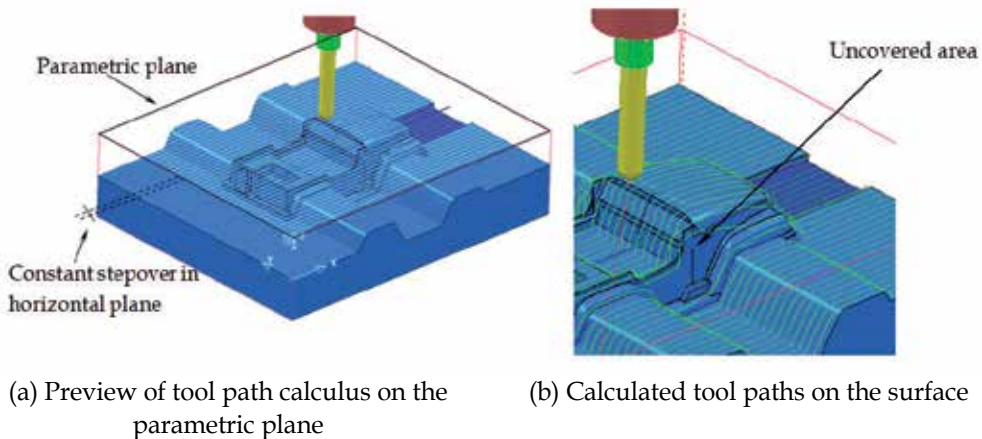 Parametric plane
Constant stepover in
horizontal plane
Uncovered area
(a) Preview of tool path calculus on the
parametric plane
(b) Calculated tool paths on the surface